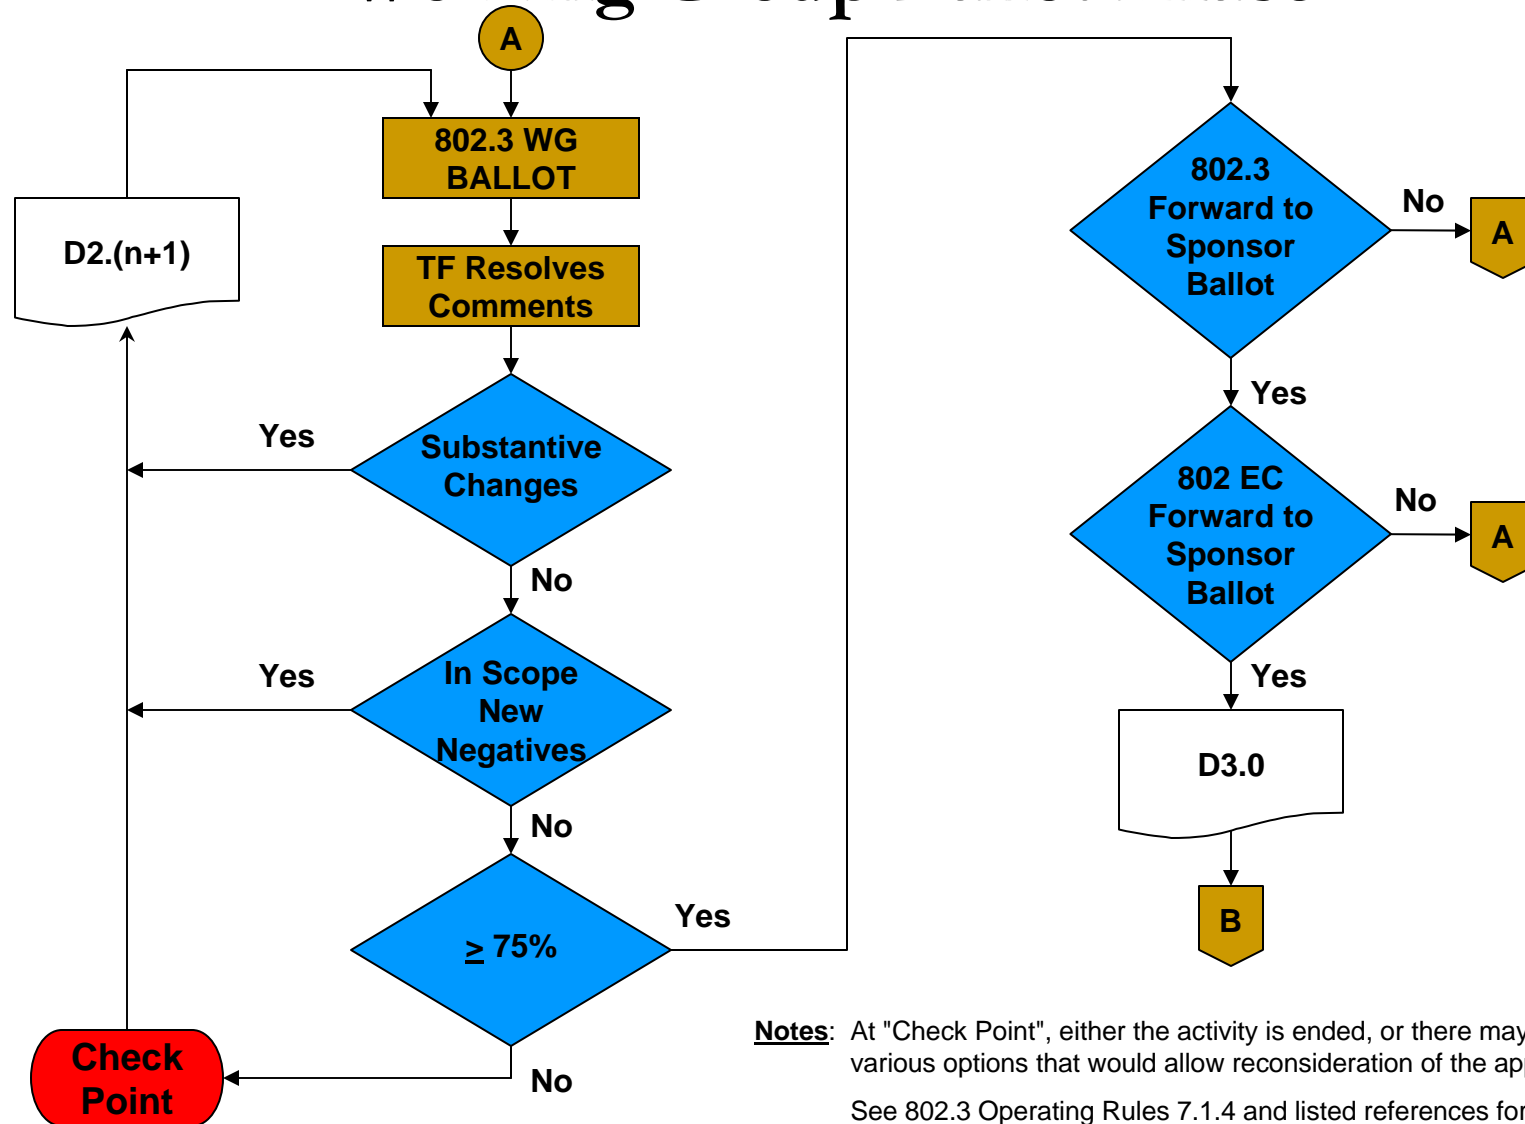 A
802.3 WG
BALLOT
D2.(n+1)
TF Resolves
Comments
Yes
Substantive
Changes
No
Yes
In Scope
New
Negatives
No
≥ 75%
Yes
No
Check
Point
802.3
Forward to
Sponsor
Ballot
No
A
Yes
802 EC
Forward to
Sponsor
Ballot
No
A
Yes
D3.0
B
Notes: At "Check Point", either the activity is ended, or there may
various options that would allow reconsideration of the
See 802.3 Operating Rules 7.1.4 and listed references for